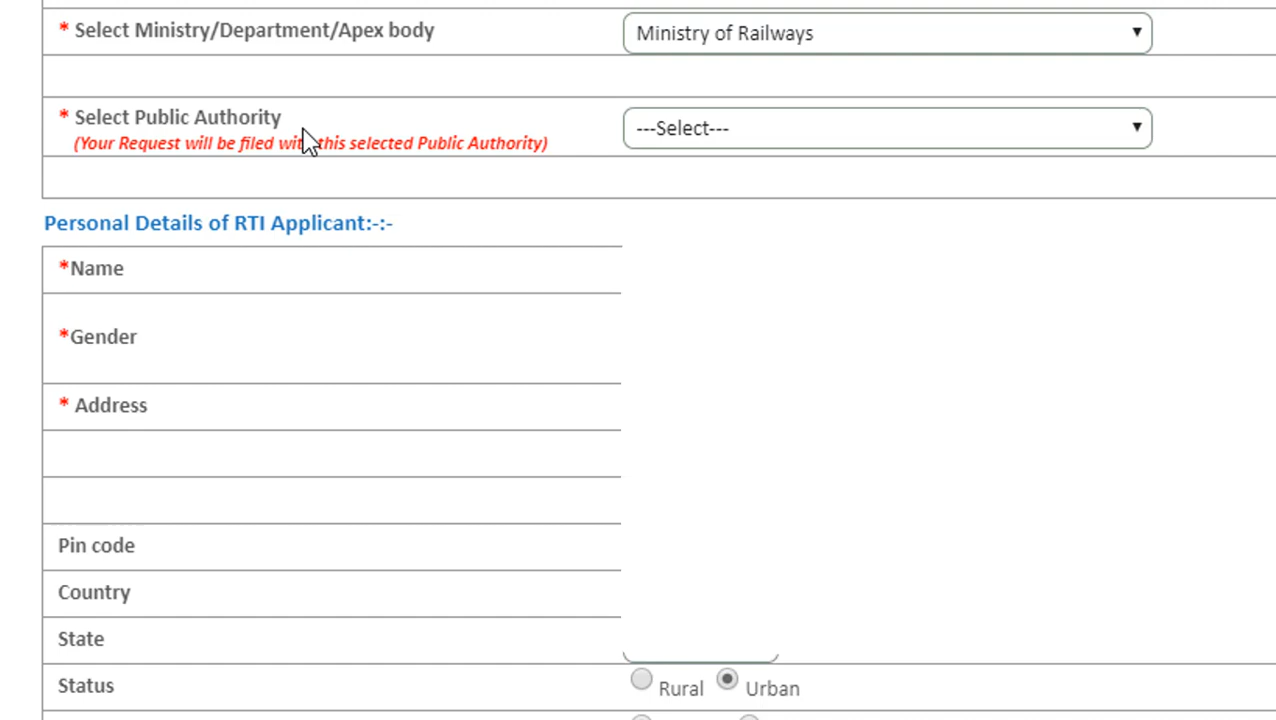 * Select Ministry/Department/Apex body
Ministry of Railways
* Select Public Authority
(Your Request will be filed with this selected Public Authority)
---Select---
Personal Details of RTI Applicant:-:-
*Name
*Gender
* Address
Pin code
Country
State
Status
Rural Urban